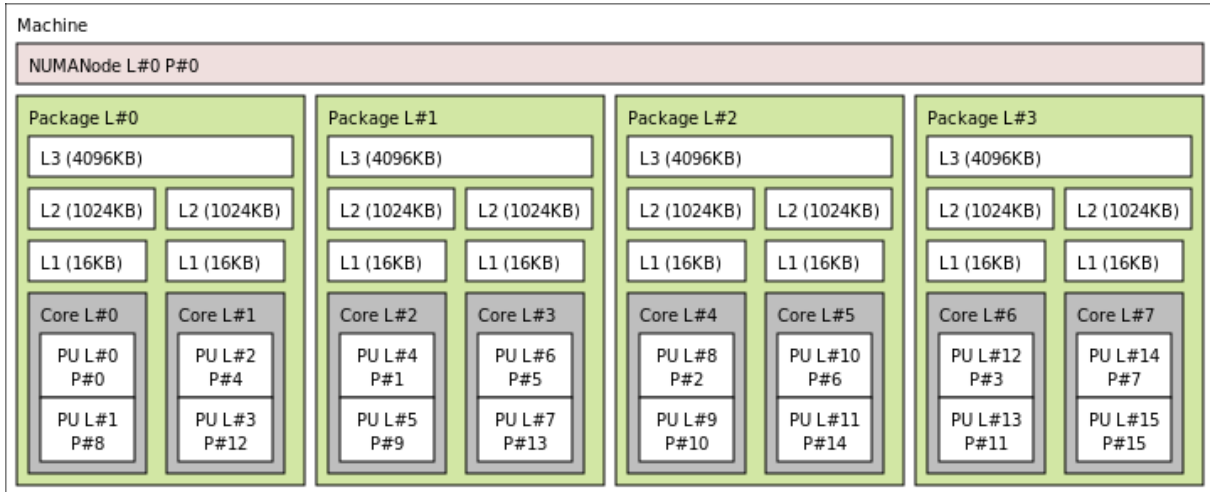 Machine
NUMANode L#0 P#0
Package L#0
L3 (4096KB)
L2 (1024KB)
L2 (1024KB)
L1 (16KB)
L1 (16KB)
Core L#0
PU L#0
P#0
PU L#1
P#8
Core L#1
PU L#2
P#4
PU L#3
P#12
Package L#1
L3 (4096KB)
L2 (1024KB)
L2 (1024KB)
L1 (16KB)
L1 (16KB)
Core L#2
PU L#4
P#1
PU L#5
P#9
Core L#3
PU L#6
P#5
PU L#7
P#13
Package L#2
L3 (4096KB)
L2 (1024KB)
L2 (1024KB)
L1 (16KB)
L1 (16KB)
Core L#4
PU L#8
P#2
PU L#9
P#10
Core L#5
PU L#10
P#6
PU L#11
P#14
Package L#3
L3 (4096KB)
L2 (1024KB)
L2 (1024KB)
L1 (16KB)
L1 (16KB)
Core L#6
PU L#12
P#3
PU L#13
P#11
Core L#7
PU L#14
P#7
PU L#15
P#15